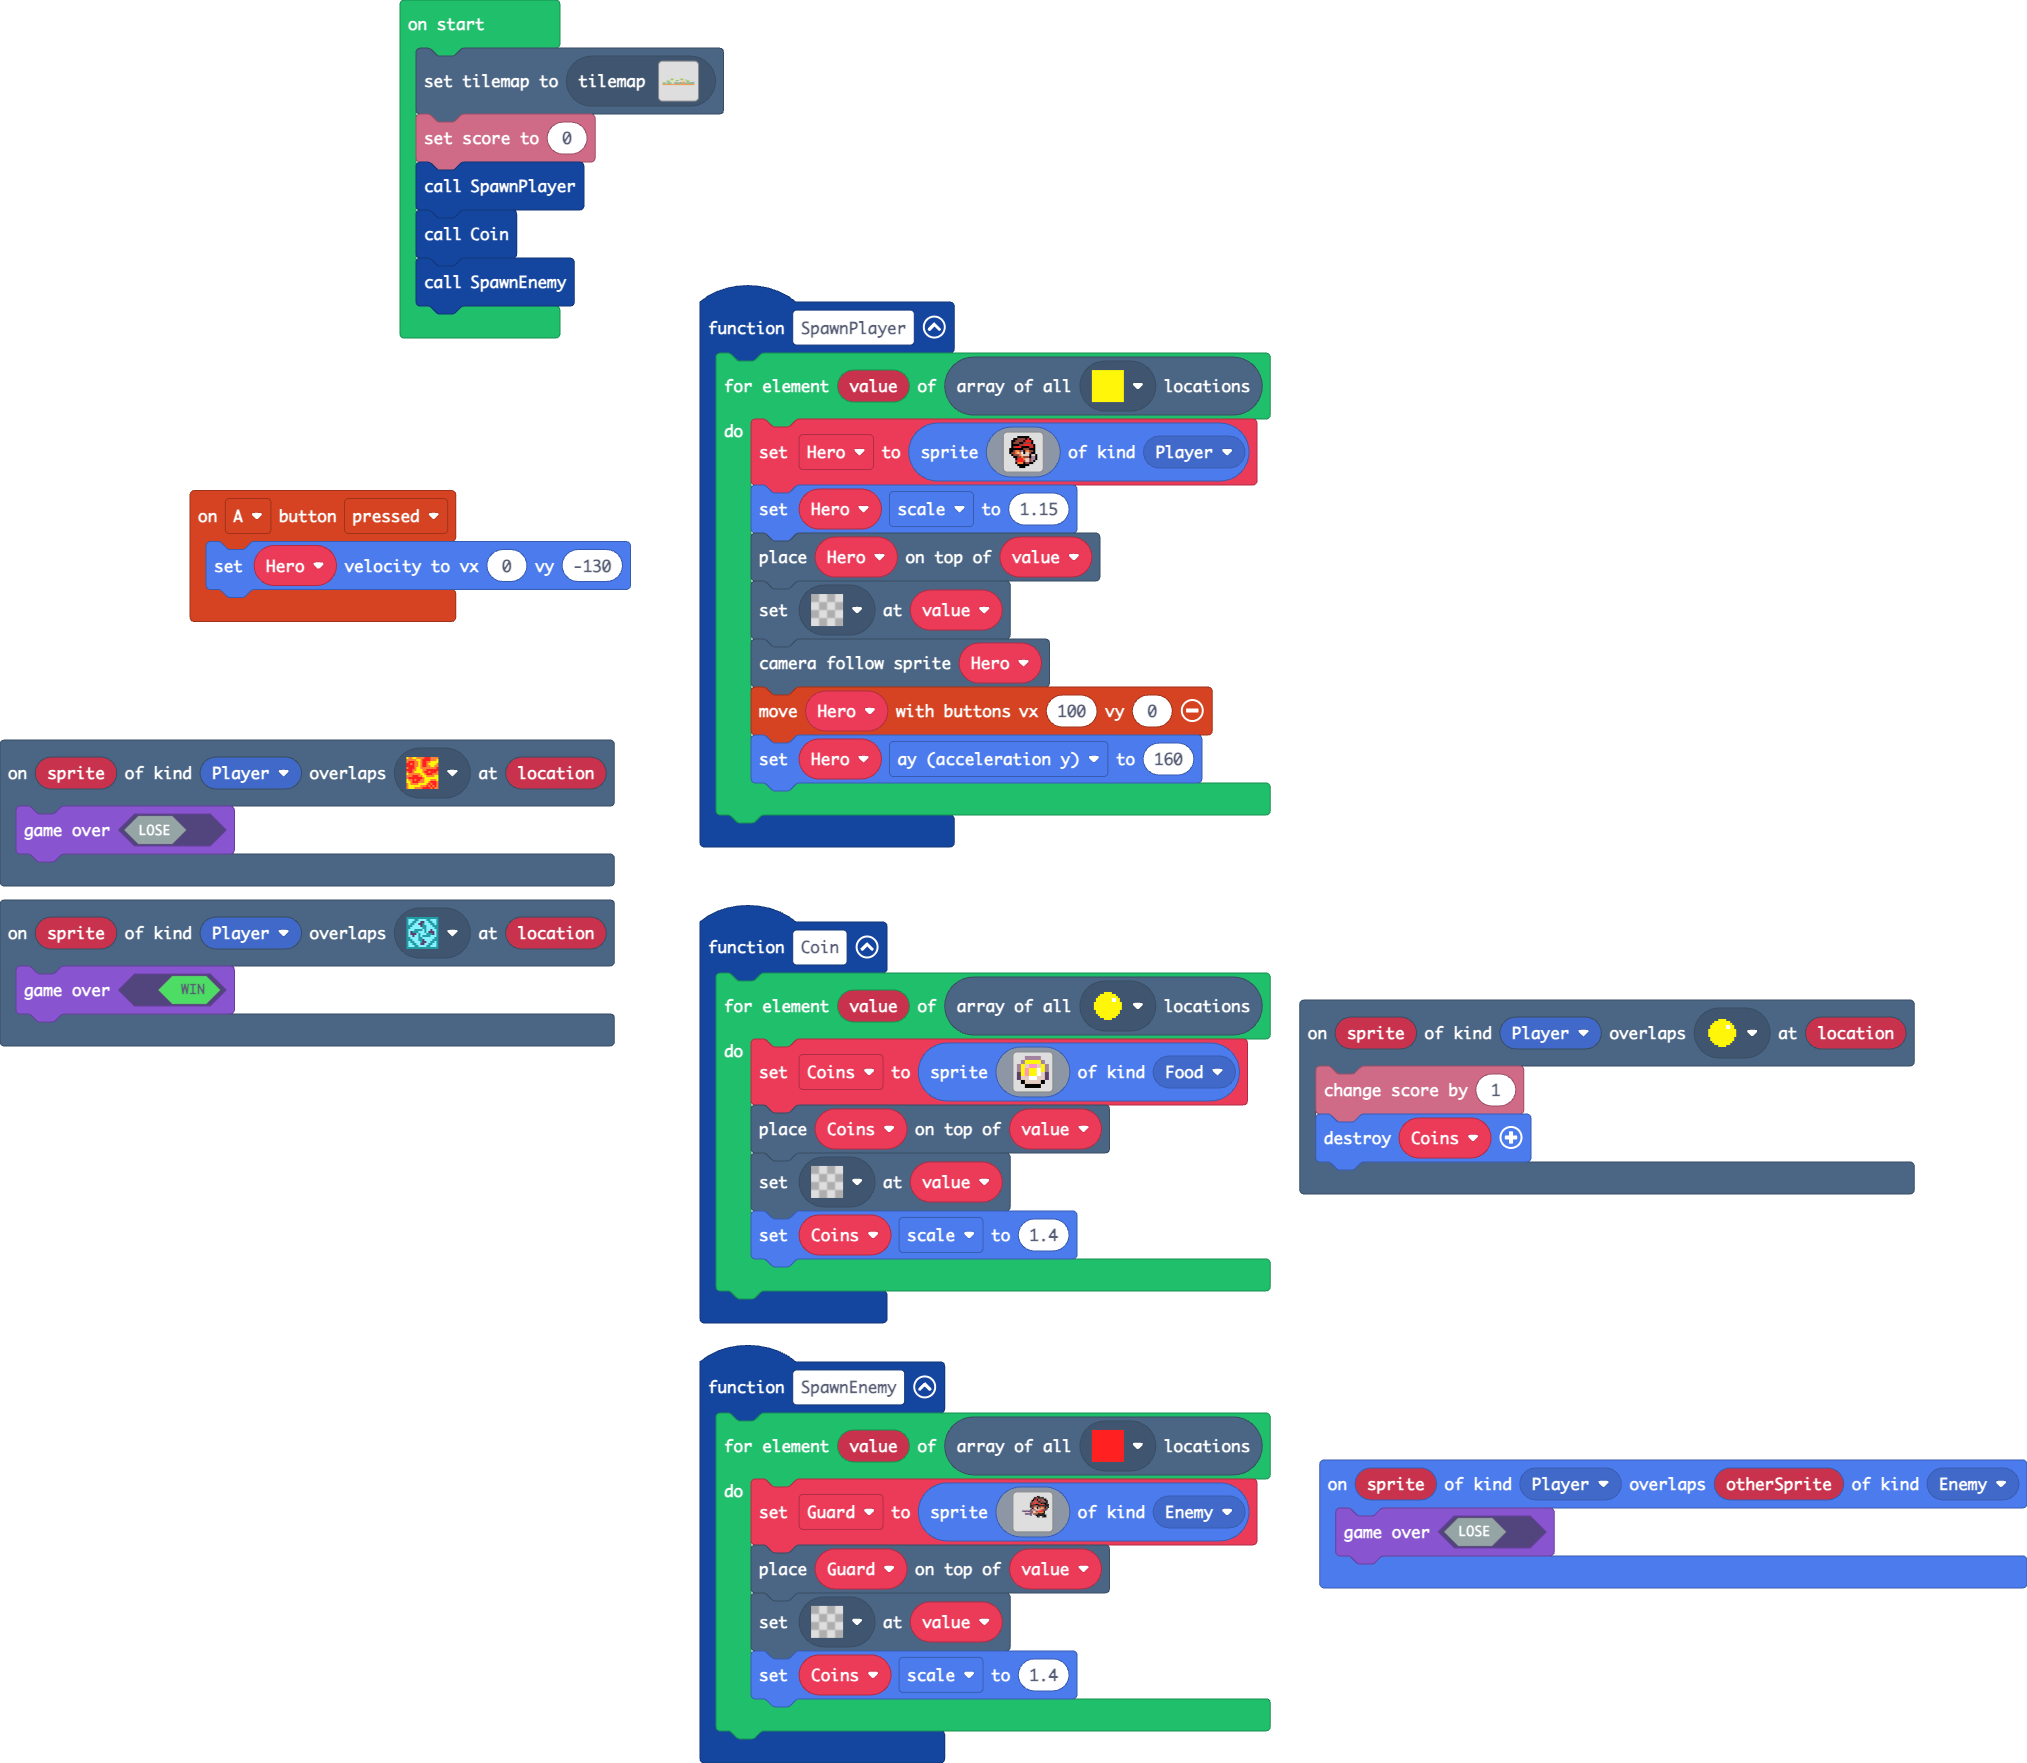 on start
set tilemap to tilemap
set score to 0
call SpawnPlayer
call Coin
call SpawnEnemy
on A button pressed
set Hero velocity to vx 0 vy -130
on sprite of kind Player overlaps at location
game over LOSE
on sprite of kind Player overlaps at location
game over WIN
function SpawnPlayer
for element value of array of all locations
do
set Hero to sprite of kind Player
set Hero scale to 1.15
place Hero on top of value
set at value
camera follow sprite Hero
move Hero with buttons vx 100 vy 0
set Hero ay (acceleration y) to 160
function Coin
for element value of array of all locations
do
set Coins to sprite of kind Food
place Coins on top of value
set at value
set Coins scale to 1.4
on sprite of kind Player overlaps at location
change score by 1
destroy Coins
function SpawnEnemy
for element value of array of all locations
do
set Guard to sprite of kind Enemy
place Guard on top of value
set at value
set Coins scale to 1.4
on sprite of kind Player overlaps otherSprite of kind Enemy
game over LOSE